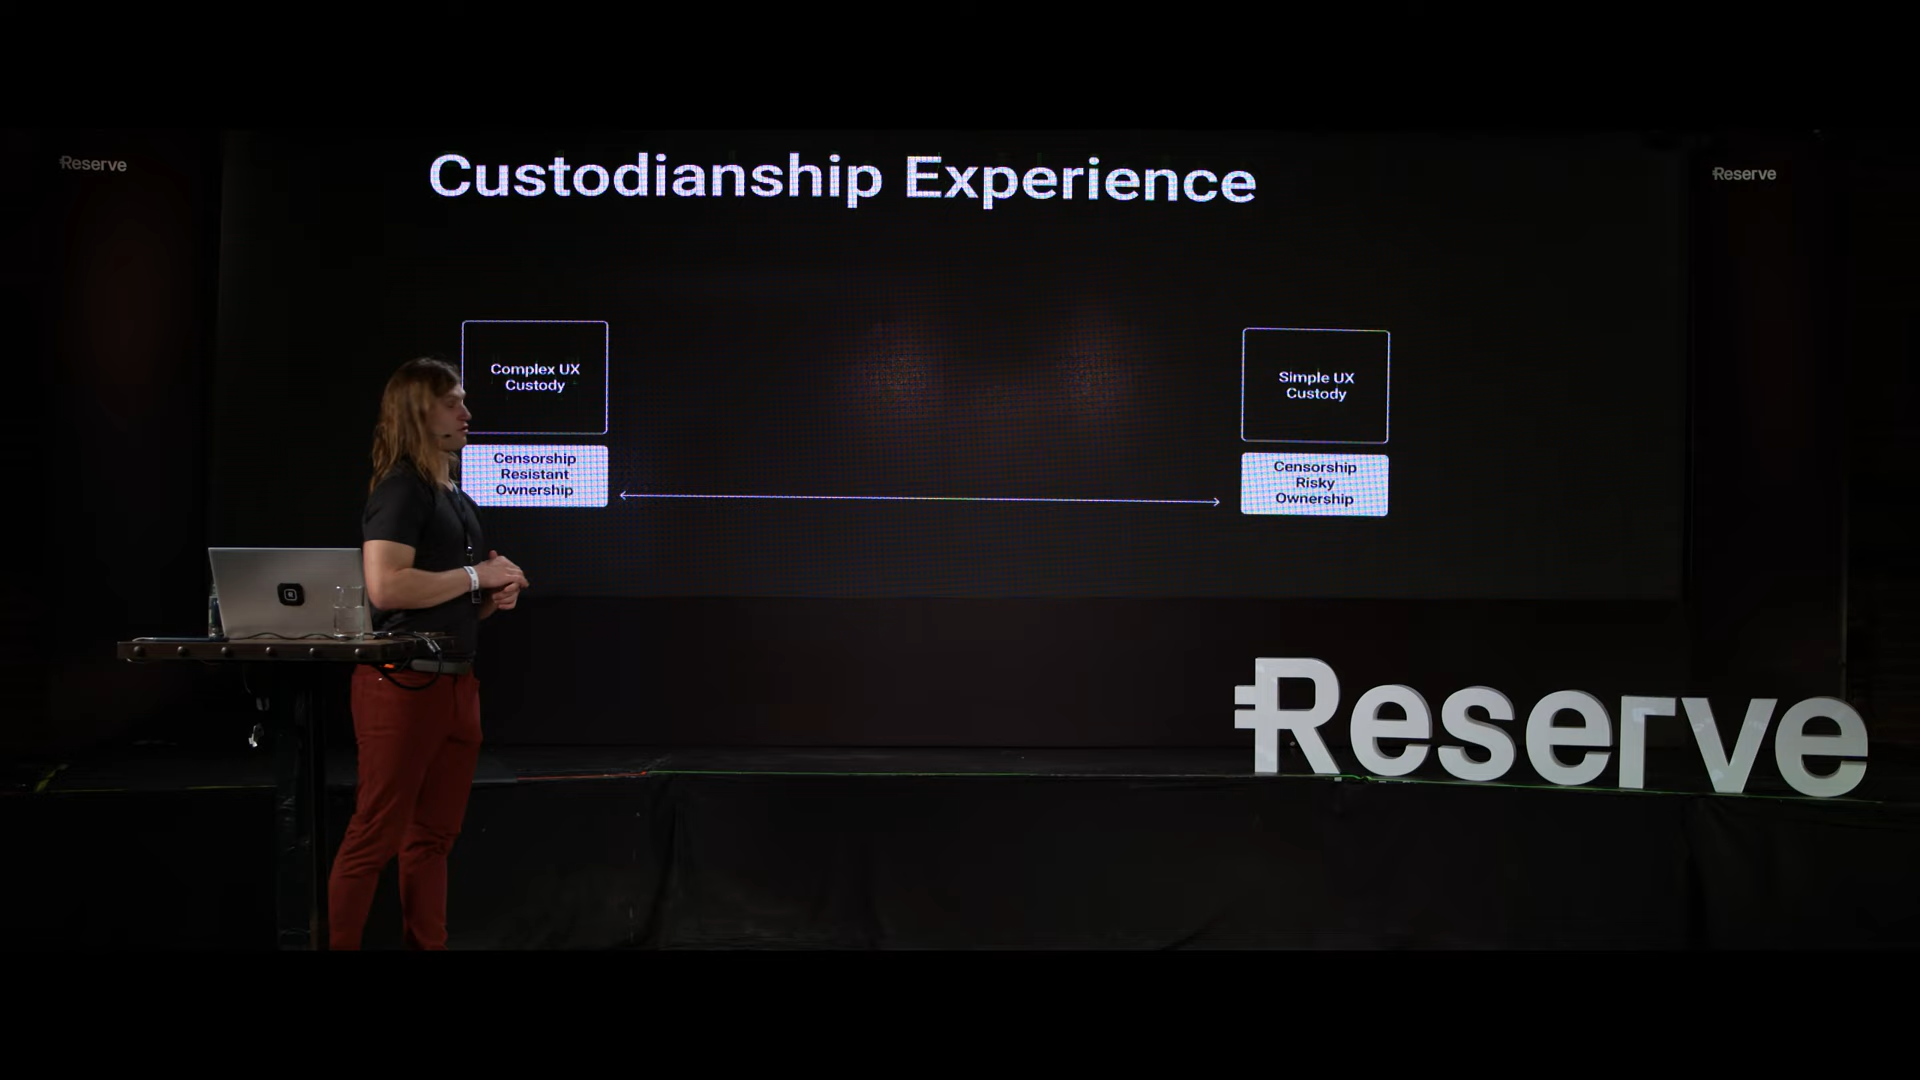 Custodianship Experience
Reserve
Reserve
Complex UX
Custody
Censorship
Resistant
Ownership
Simple UX
Custody
Censorship
Risky
Ownership
Reserve